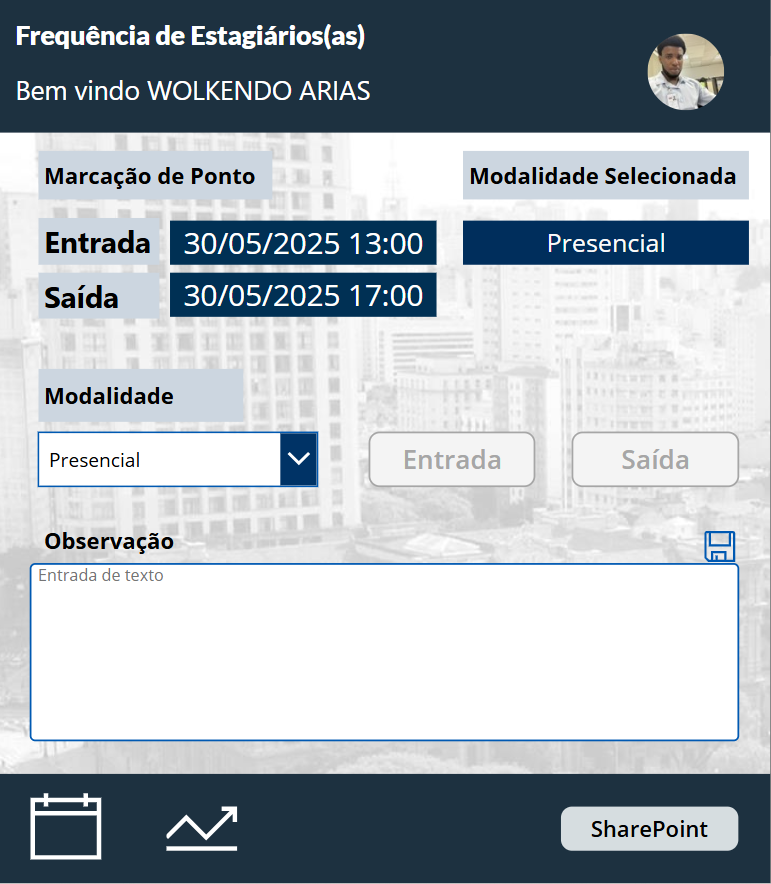 Frequência de Estagiários(as)
Bem vindo WOLKENDO ARIAS
Marcação de Ponto
Modalidade Selecionada
Entrada 30/05/2025 13:00
Presencial
Saída 30/05/2025 17:00
Modalidade
Presencial
Entrada
Saída
Observação
Entrada de texto
SharePoint